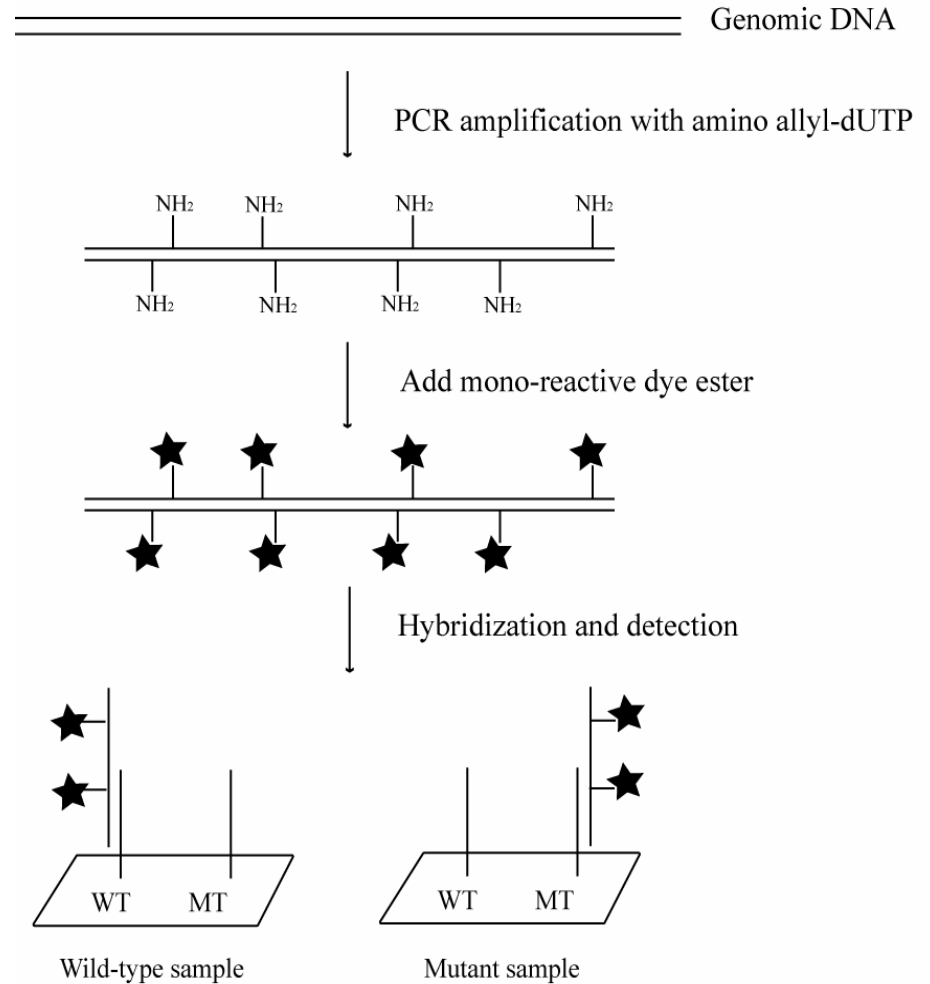 Genomic DNA
PCR amplification with amino allyl-dUTP
NH₂ NH₂ NH₂ NH₂
NH₂ NH₂ NH₂ NH₂
Add mono-reactive dye ester
Hybridization and detection
WT MT WT MT
Wild-type sample Mutant sample